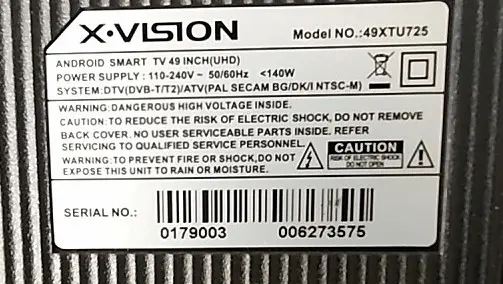 X·VISION Model NO.:49XTU725
ANDROID SMART TV 49 INCH(UHD)
POWER SUPPLY : 110-240V ~ 50/60Hz <140W
SYSTEM:DTV(DVB-T/T2)/ATV(PAL SECAM BG/DK/I NTSC-M)
WARNING:DANGEROUS HIGH VOLTAGE INSIDE.
CAUTION:TO REDUCE THE RISK OF ELECTRIC SHOCK, DO NOT REMOVE
BACK COVER. NO USER SERVICEABLE PARTS INSIDE. REFER
SERVICING TO QUALIFIED SERVICE PERSONNEL.
WARNING:TO PREVENT FIRE OR SHOCK,DO NOT
EXPOSE THIS UNIT TO RAIN OR MOISTURE.
CAUTION
RISK OF ELECTRIC SHOCK
DO NOT OPEN
SERIAL NO.:
0179003 006273575